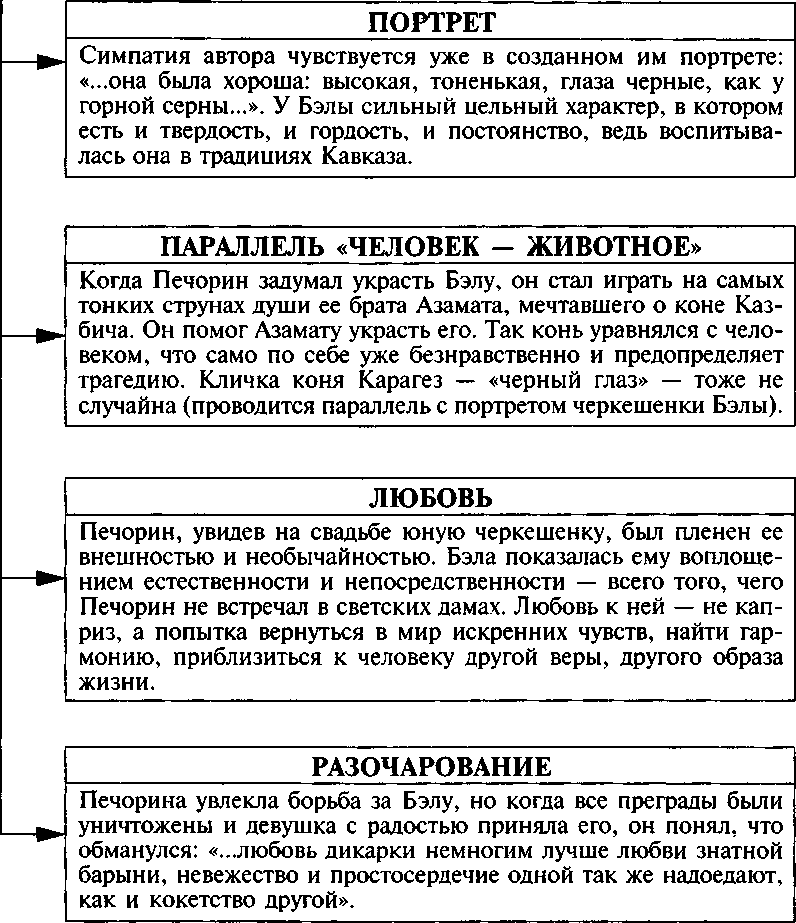 ПОРТРЕТ
Симпатия автора чувствуется уже в созданном им портрете:
«...она была хороша: высокая, тоненькая, глаза черные, как у
горной серны...». У Бэлы сильный цельный характер, в котором
есть и твердость, и гордость, и постоянство, ведь воспитыва-
лась она в традициях Кавказа.
ПАРАЛЛЕЛЬ «ЧЕЛОВЕК — ЖИВОТНОЕ»
Когда Печорин задумал украсть Бэлу, он стал играть на самых
тонких струнах души ее брата Азамата, мечтавшего о коне Каз-
бича. Он помог Азамату украсть его. Так конь уравнялся с чело-
веком, что само по себе уже безнравственно и предопределяет
трагедию. Кличка коня Карагез — «черный глаз» — тоже не
случайна (проводится параллель с портретом черкешенки Бэлы).
ЛЮБОВЬ
Печорин, увидев на свадьбе юную черкешенку, был пленен ее
внешностью и необычайностью. Бэла показалась ему воплоще-
нием естественности и непосредственности — всего того, чего
Печорин не встречал в светских дамах. Любовь к ней — не кап-
риз, а попытка вернуться в мир искренних чувств, найти гар-
монию, приблизиться к человеку другой веры, другого образа
жизни.
РАЗОЧАРОВАНИЕ
Печорина увлекла борьба за Бэлу, но когда все преграды были
уничтожены и девушка с радостью приняла его, он понял, что
обманулся: «...любовь дикарки немногим лучше любви знатной
барыни, невежество и простосердечие одной так же надоедают,
как и кокетство другой».